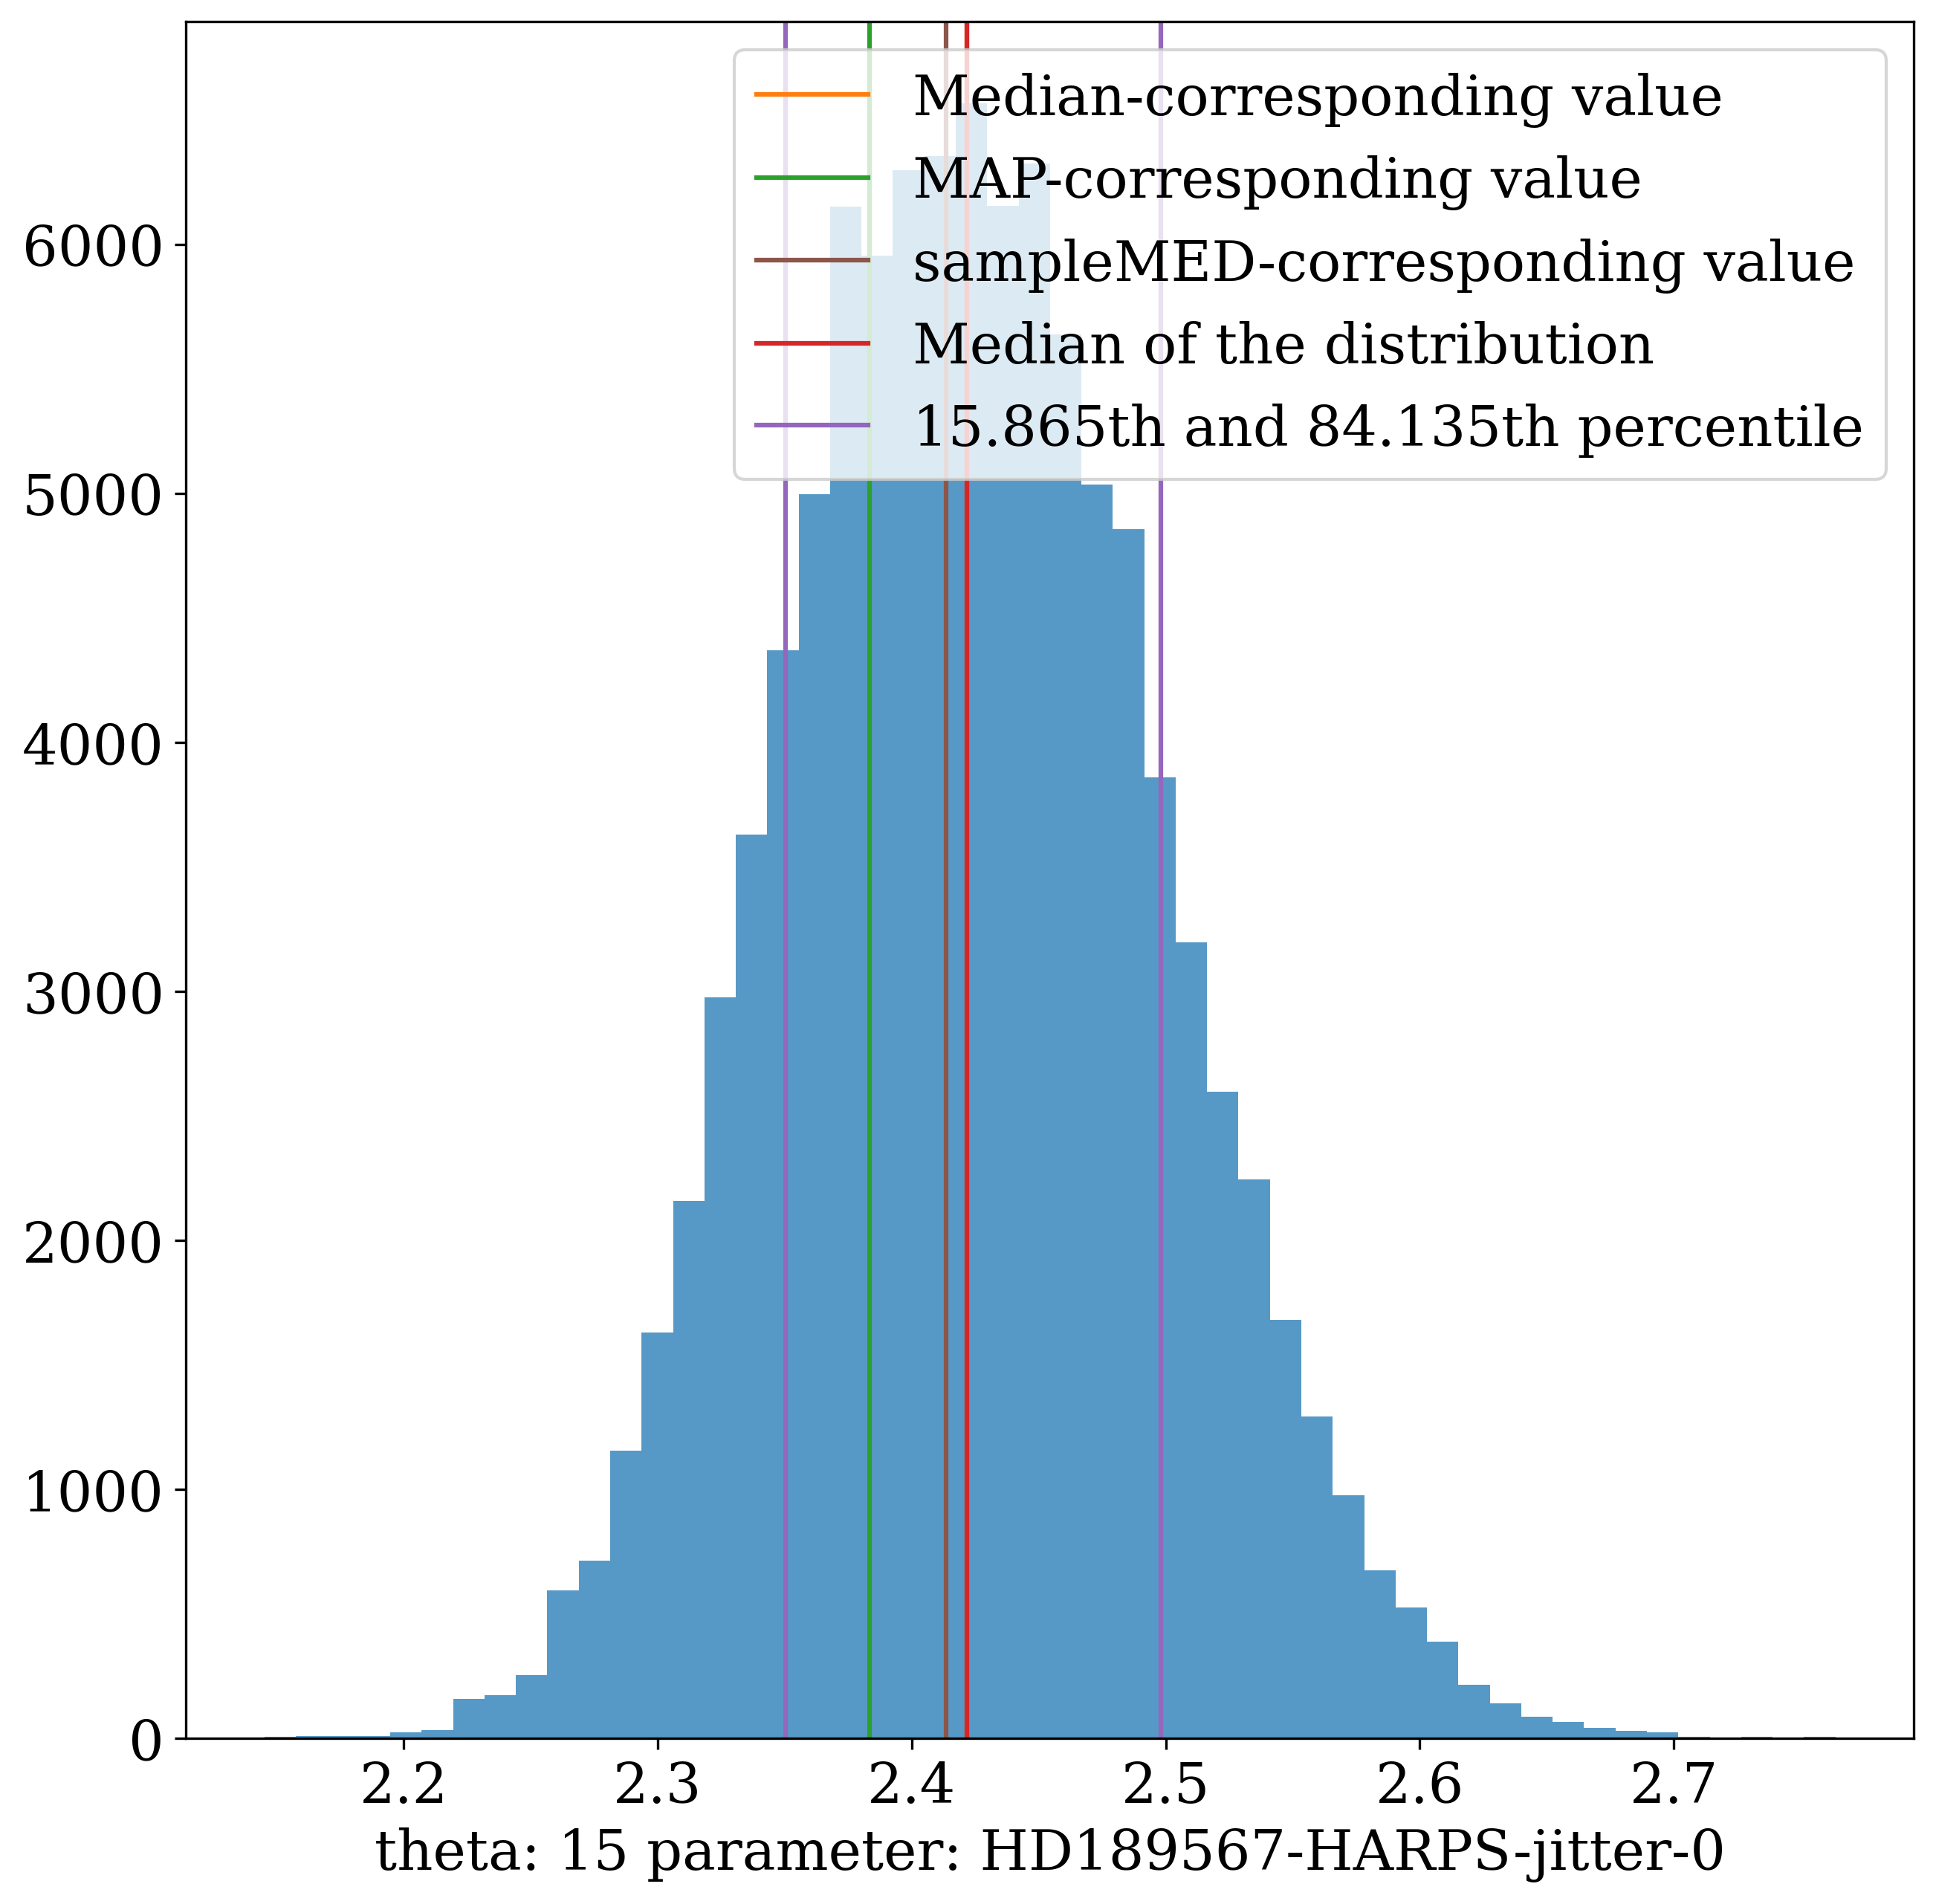 Median-corresponding value
MAP-corresponding value
sampleMED-corresponding value
Median of the distribution
15.865th and 84.135th percentile
6000
5000
4000
3000
2000
1000
0
2.2 2.3 2.4 2.5 2.6 2.7
theta: 15 parameter: HD189567-HARPS-jitter-0